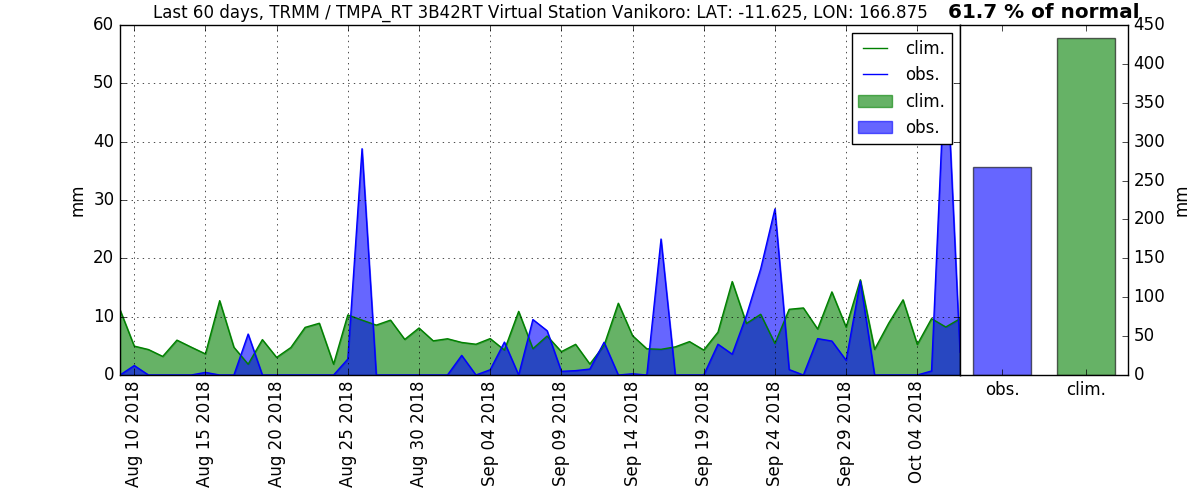 Last 60 days, TRMM / TMPA_RT 3B42RT Virtual Station Vanikoro: LAT: -11.625, LON: 166.875
61.7 % of normal
60
50
40
30
20
10
0
mm
clim.
obs.
clim.
obs.
Aug 10 2018
Aug 15 2018
Aug 20 2018
Aug 25 2018
Aug 30 2018
Sep 04 2018
Sep 09 2018
Sep 14 2018
Sep 19 2018
Sep 24 2018
Sep 29 2018
Oct 04 2018
450
400
350
300
250
200
150
100
50
0
mm
obs.
clim.